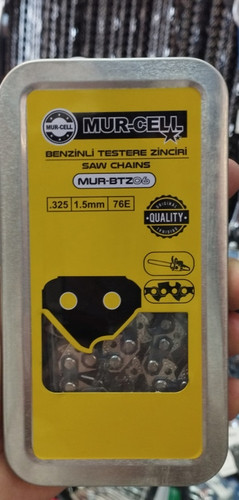 MUR-CELL
MUR-CELL
BENZİNLİ TESTERE ZİNCİRİ
SAW CHAINS
MUR-BTZ06
.325 1.5mm 76E
ORIGINAL
QUALITY